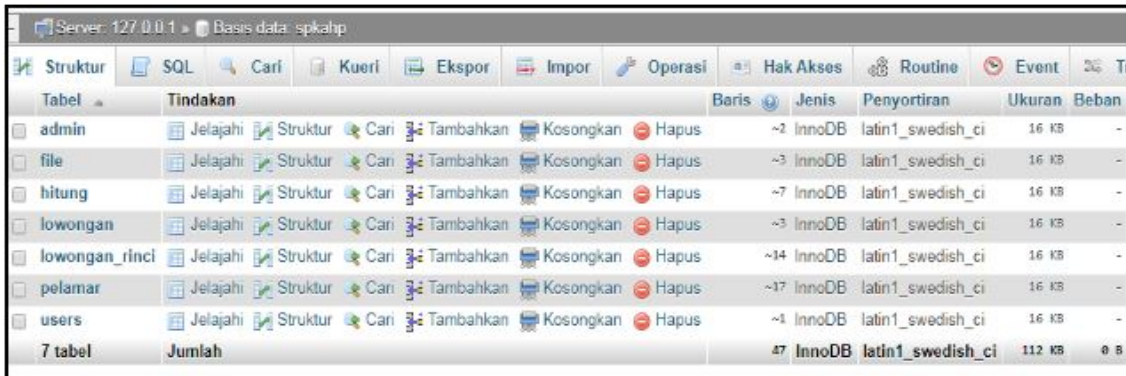 Server: 127.0.0.1 » Basis data: spkahp
Struktur SQL Cari Kueri Ekspor Impor Operasi Hak Akses Routine Event
Tabel Tindakan Baris Jenis Penyortiran Ukuran Beban
admin Jelajahi Struktur Cari Tambahkan Kosongkan Hapus ~2 InnoDB latin1_swedish_ci 16 KB -
file Jelajahi Struktur Cari Tambahkan Kosongkan Hapus ~3 InnoDB latin1_swedish_ci 16 KB -
hitung Jelajahi Struktur Cari Tambahkan Kosongkan Hapus ~7 InnoDB latin1_swedish_ci 16 KB -
lowongan Jelajahi Struktur Cari Tambahkan Kosongkan Hapus ~3 InnoDB latin1_swedish_ci 16 KB -
lowongan_rinci Jelajahi Struktur Cari Tambahkan Kosongkan Hapus ~14 InnoDB latin1_swedish_ci 16 KB -
pelamar Jelajahi Struktur Cari Tambahkan Kosongkan Hapus ~17 InnoDB latin1_swedish_ci 16 KB -
users Jelajahi Struktur Cari Tambahkan Kosongkan Hapus ~1 InnoDB latin1_swedish_ci 16 KB -
7 tabel Jumlah 47 InnoDB latin1_swedish_ci 112 KB 0 B